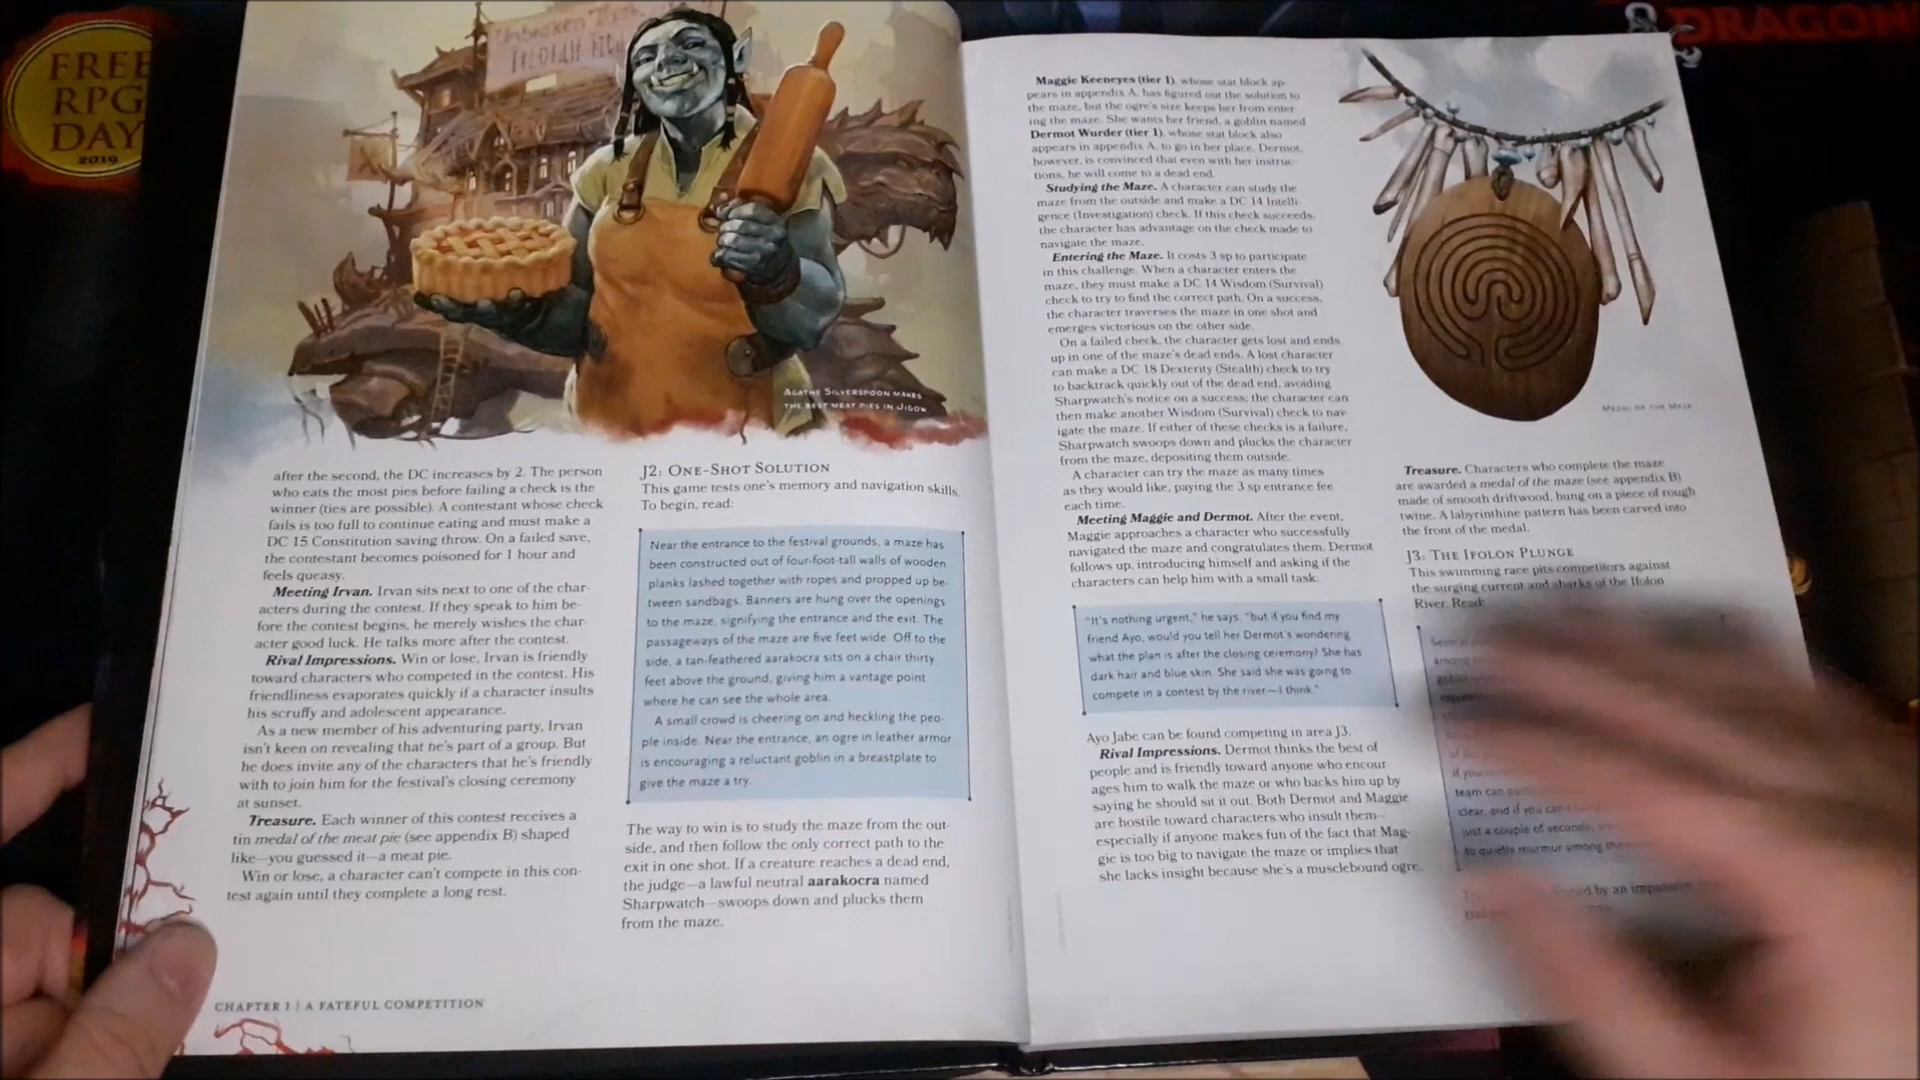 FREE
RPG
DAY
2019
DRAGON
Unbroken
AGATHE SILVERSPOON MAKES
THE BEST MEAT PIES IN JIGOW
after the second, the DC increases by 2. The person
who eats the most pies before failing a check is the
winner (ties are possible). A contestant whose check
fails is too full to continue eating and must make a
DC 15 Constitution saving throw. On a failed save,
the contestant becomes poisoned for 1 hour and
feels queasy.
Meeting Irvan. Irvan sits next to one of the char-
acters during the contest. If they speak to him be-
fore the contest begins, he merely wishes the char-
acter good luck. He talks more after the contest.
Rival Impressions. Win or lose, Irvan is friendly
toward characters who competed in the contest. His
friendliness evaporates quickly if a character insults
his scruffy and adolescent appearance.
As a new member of his adventuring party, Irvan
isn't keen on revealing that he's part of a group. But
he does invite any of the characters that he's friendly
with to join him for the festival's closing ceremony
at sunset.
Treasure. Each winner of this contest receives a
tin medal of the meat pie (see appendix B) shaped
like—you guessed it—a meat pie.
Win or lose, a character can't compete in this con-
test again until they complete a long rest.
CHAPTER 1 | A FATEFUL COMPETITION
J2: ONE-SHOT SOLUTION
This game tests one's memory and navigation skills.
To begin, read:
Near the entrance to the festival grounds, a maze has
been constructed out of four-foot-tall walls of wooden
planks lashed together with ropes and propped up be-
tween sandbags. Banners are hung over the openings
to the maze, signifying the entrance and the exit. The
passageways of the maze are five feet wide. Off to the
side, a tan-feathered aarakocra sits on a chair thirty
feet above the ground, giving him a vantage point
where he can see the whole area.
A small crowd is cheering on and heckling the peo-
ple inside. Near the entrance, an ogre in leather armor
is encouraging a reluctant goblin in a breastplate to
give the maze a try.
The way to win is to study the maze from the out-
side, and then follow the only correct path to the
exit in one shot. If a creature reaches a dead end,
the judge—a lawful neutral aarakocra named
Sharpwatch—swoops down and plucks them
from the maze.
Maggie Keeneyes (tier 1), whose stat block ap-
pears in appendix A, has figured out the solution to
the maze, but the ogre's size keeps her from enter-
ing the maze. She wants her friend, a goblin named
Dermot Wurder (tier 1), whose stat block also
appears in appendix A, to go in her place. Dermot,
however, is convinced that even with her instruc-
tions, he will come to a dead end.
Studying the Maze. A character can study the
maze from the outside and make a DC 14 Intelli-
gence (Investigation) check. If this check succeeds,
the character has advantage on the check made to
navigate the maze.
Entering the Maze. It costs 3 sp to participate
in this challenge. When a character enters the
maze, they must make a DC 14 Wisdom (Survival)
check to try to find the correct path. On a success,
the character traverses the maze in one shot and
emerges victorious on the other side.
On a failed check, the character gets lost and ends
up in one of the maze's dead ends. A lost character
can make a DC 18 Dexterity (Stealth) check to try
to backtrack quickly out of the dead end, avoiding
Sharpwatch's notice on a success; the character can
then make another Wisdom (Survival) check to nav-
igate the maze. If either of these checks is a failure,
Sharpwatch swoops down and plucks the character
from the maze, depositing them outside.
A character can try the maze as many times
as they would like, paying the 3 sp entrance fee
each time.
Meeting Maggie and Dermot. After the event,
Maggie approaches a character who successfully
navigated the maze and congratulates them. Dermot
follows up, introducing himself and asking if the
characters can help him with a small task:
"It's nothing urgent," he says, "but if you find my
friend Ayo, would you tell her Dermot's wondering
what the plan is after the closing ceremony? She has
dark hair and blue skin. She said she was going to
compete in a contest by the river—I think."
Ayo Jabe can be found competing in area J3.
Rival Impressions. Dermot thinks the best of
people and is friendly toward anyone who encour-
ages him to walk the maze or who backs him up by
saying he should sit it out. Both Dermot and Maggie
are hostile toward characters who insult them—
especially if anyone makes fun of the fact that Mag-
gie is too big to navigate the maze or implies that
she lacks insight because she's a musclebound ogre.
MEDAL OF THE MAZE
Treasure. Characters who complete the maze
are awarded a medal of the maze (see appendix B)
made of smooth driftwood, hung on a piece of rough
twine. A labyrinthine pattern has been carved into
the front of the medal.
J3: THE IFOLON PLUNGE
This swimming race pits competitors against
the surging current and sharks of the Ifolon
River. Read:
among
if you
team can
clear, and if you can
just a couple of seconds
to quietly murmur among
by an